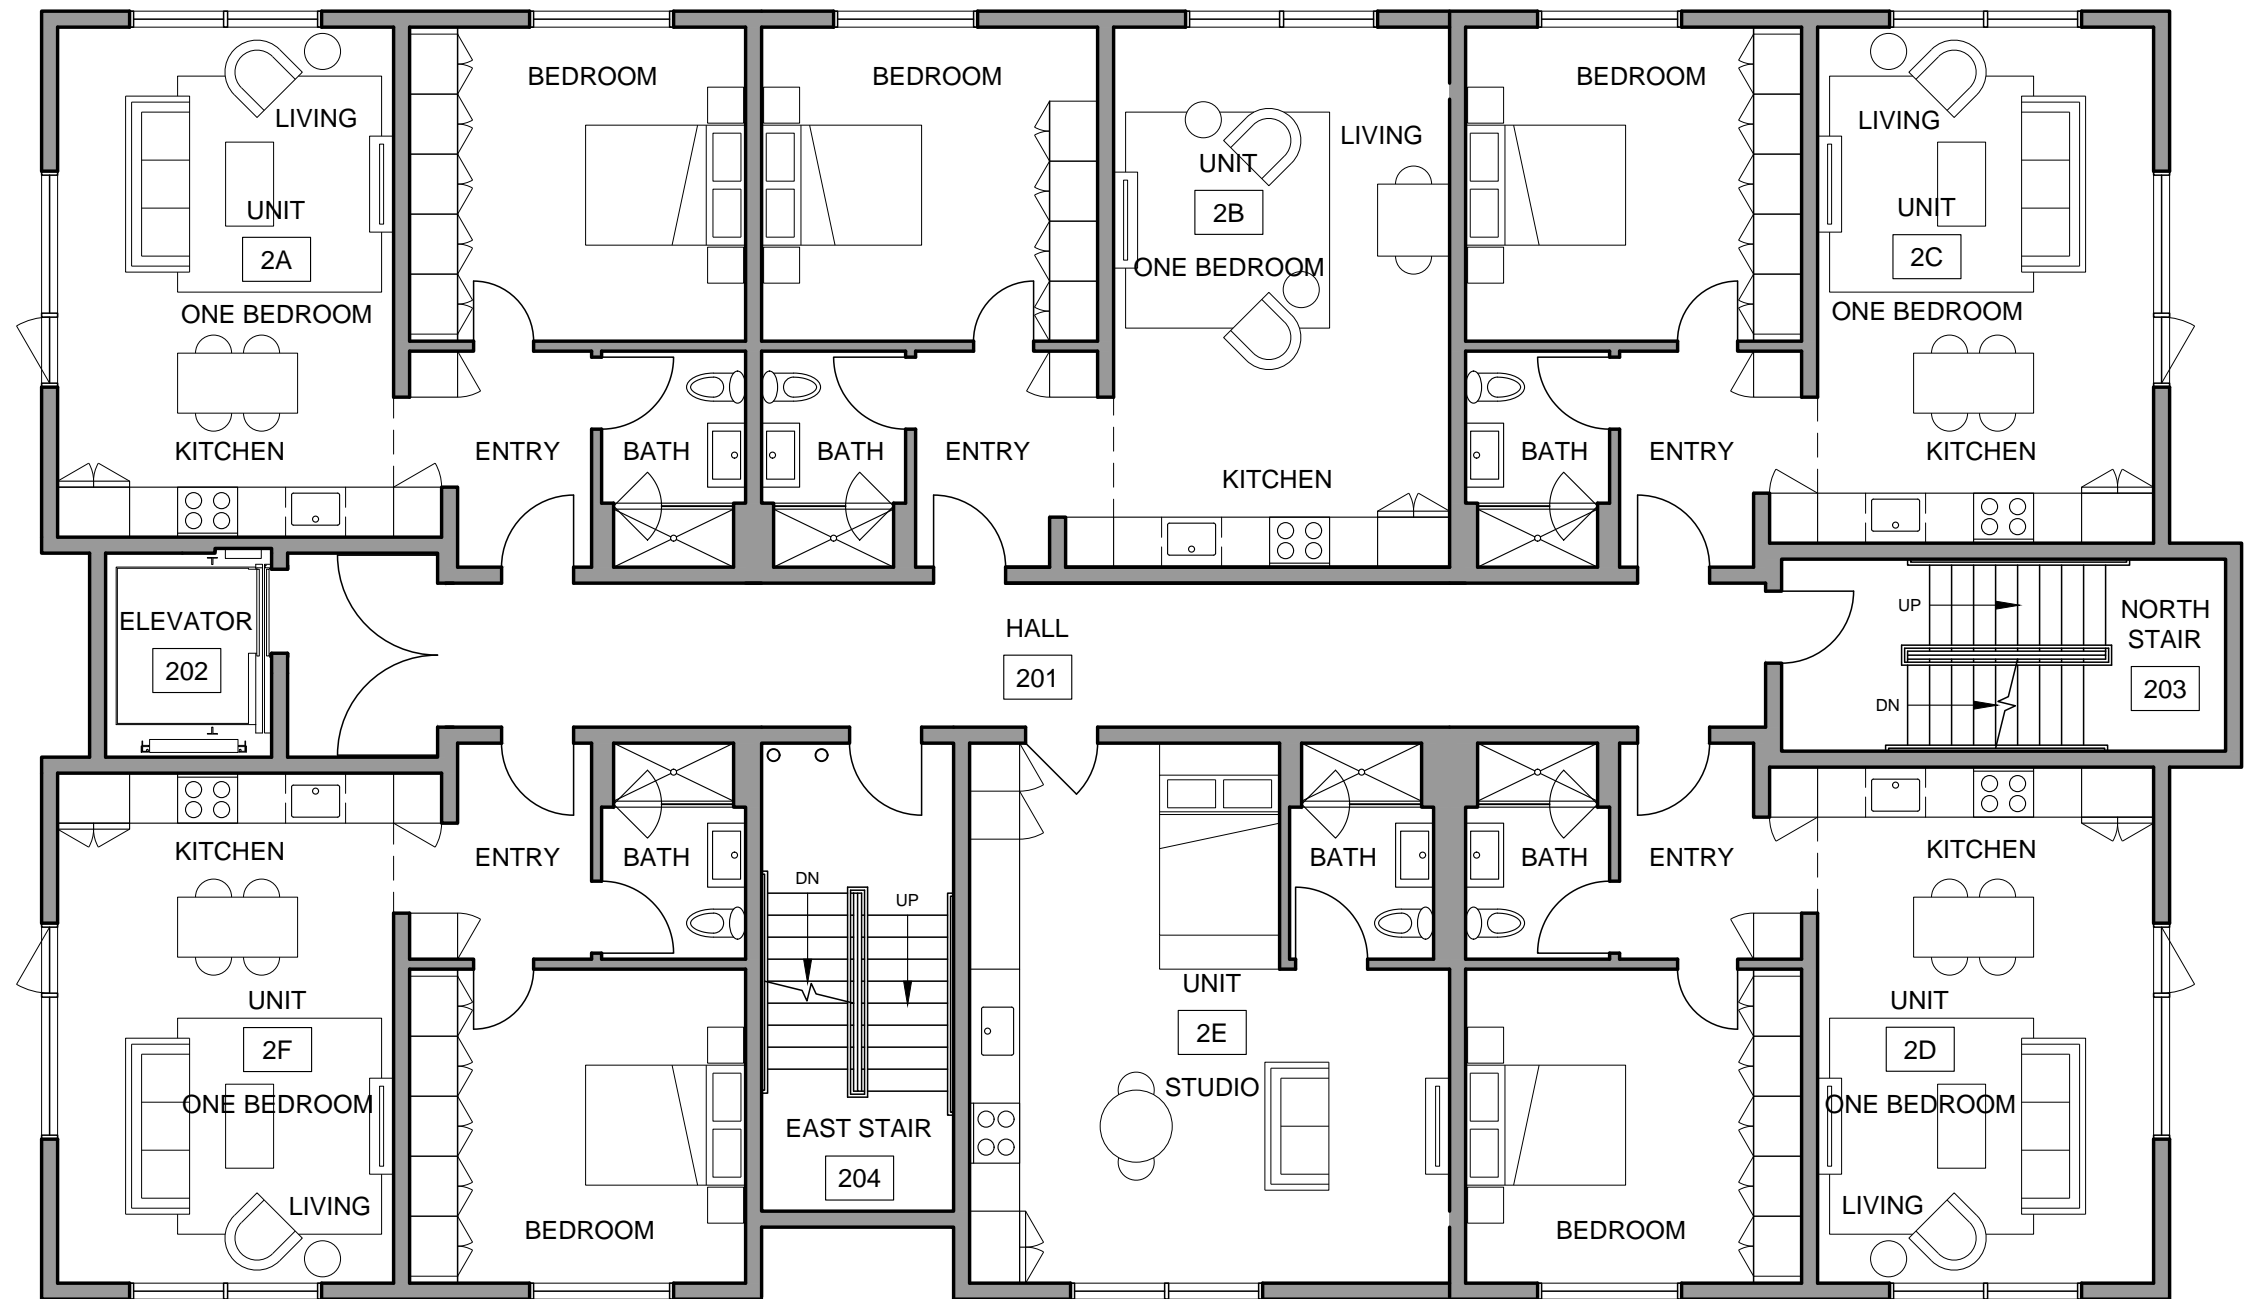 BEDROOM
BEDROOM
BEDROOM
LIVING
LIVING
LIVING
UNIT
2A
ONE BEDROOM
UNIT
2B
ONE BEDROOM
UNIT
2C
ONE BEDROOM
KITCHEN
ENTRY
BATH
BATH
ENTRY
KITCHEN
BATH
ENTRY
KITCHEN
ELEVATOR
202
HALL
201
UP
DN
NORTH
STAIR
203
KITCHEN
ENTRY
BATH
DN
UP
BATH
BATH
ENTRY
KITCHEN
UNIT
2F
ONE BEDROOM
LIVING
BEDROOM
EAST STAIR
204
UNIT
2E
STUDIO
BEDROOM
UNIT
2D
ONE BEDROOM
LIVING